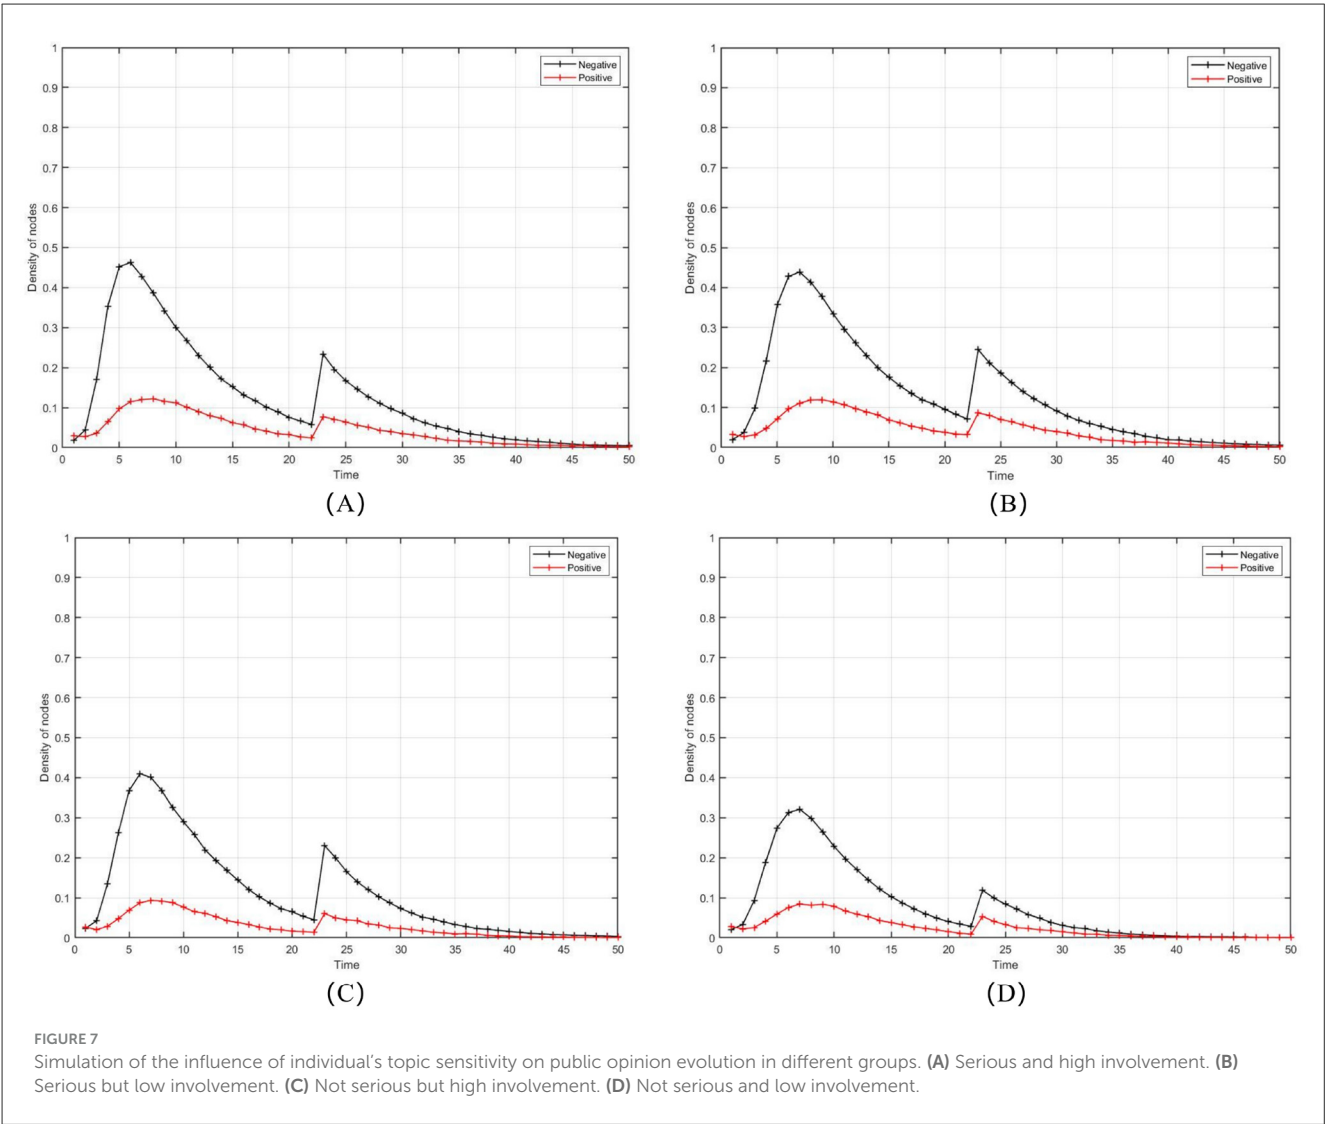 1
0.9
0.8
0.7
0.6
0.5
0.4
0.3
0.2
0.1
0
Density of nodes
0 5 10 15 20 25 30 35 40 45 50
Time
Negative
Positive
(A)
1
0.9
0.8
0.7
0.6
0.5
0.4
0.3
0.2
0.1
0
Density of nodes
0 5 10 15 20 25 30 35 40 45 50
Time
Negative
Positive
(B)
1
0.9
0.8
0.7
0.6
0.5
0.4
0.3
0.2
0.1
0
Density of nodes
0 5 10 15 20 25 30 35 40 45 50
Time
Negative
Positive
(C)
1
0.9
0.8
0.7
0.6
0.5
0.4
0.3
0.2
0.1
0
Density of nodes
0 5 10 15 20 25 30 35 40 45 50
Time
Negative
Positive
(D)
FIGURE 7
Simulation of the influence of individual's topic sensitivity on public opinion evolution in different groups. (A) Serious and high involvement. (B)
Serious but low involvement. (C) Not serious but high involvement. (D) Not serious and low involvement.